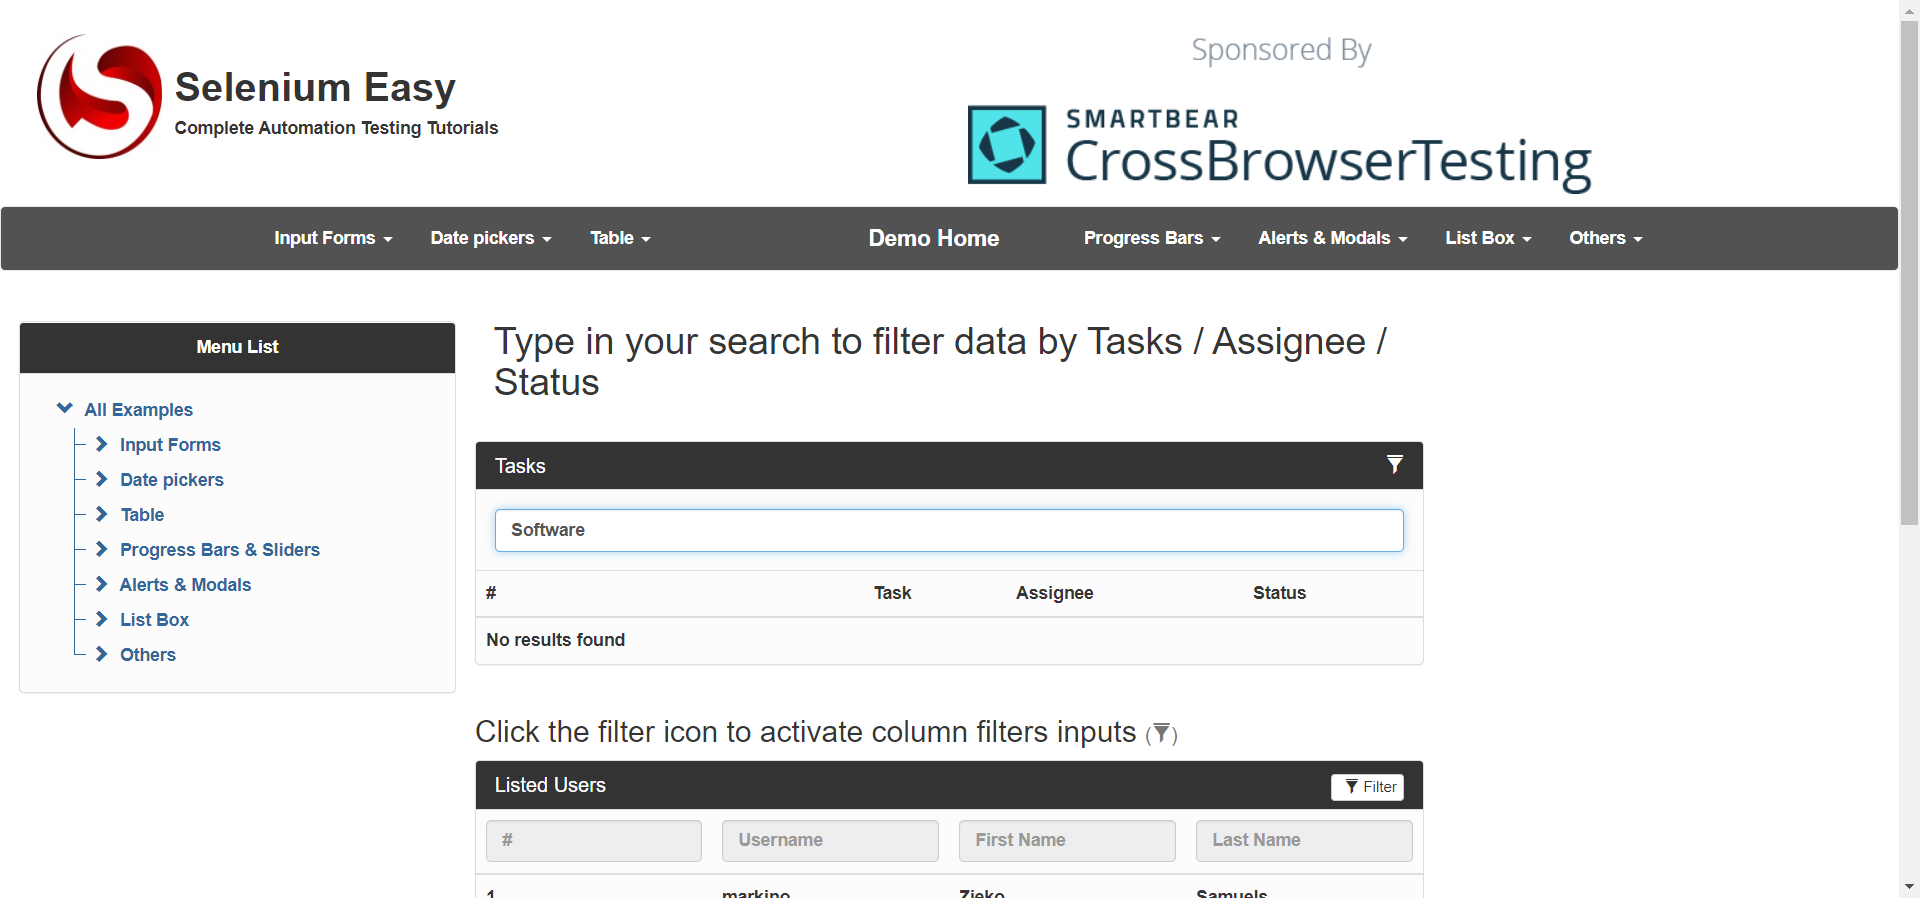 Selenium Easy
Complete Automation Testing Tutorials
Sponsored By
SMARTBEAR
CrossBrowserTesting
Input Forms Date pickers Table Demo Home Progress Bars Alerts & Modals List Box Others
Menu List
All Examples
Input Forms
Date pickers
Table
Progress Bars & Sliders
Alerts & Modals
List Box
Others
Type in your search to filter data by Tasks / Assignee /
Status
Tasks
Software
# Task Assignee Status
No results found
Click the filter icon to activate column filters inputs ( )
Listed Users Filter
# Username First Name Last Name
1 markino Zieko Samuels